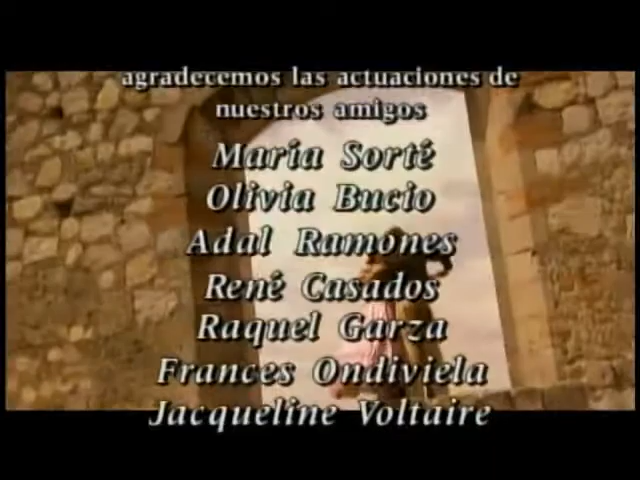 agradecemos las actuaciones de
nuestros amigos
María Sorté
Olivia Bucio
Adal Ramones
René Casados
Raquel Garza
Frances Ondiviela
Jacqueline Voltaire